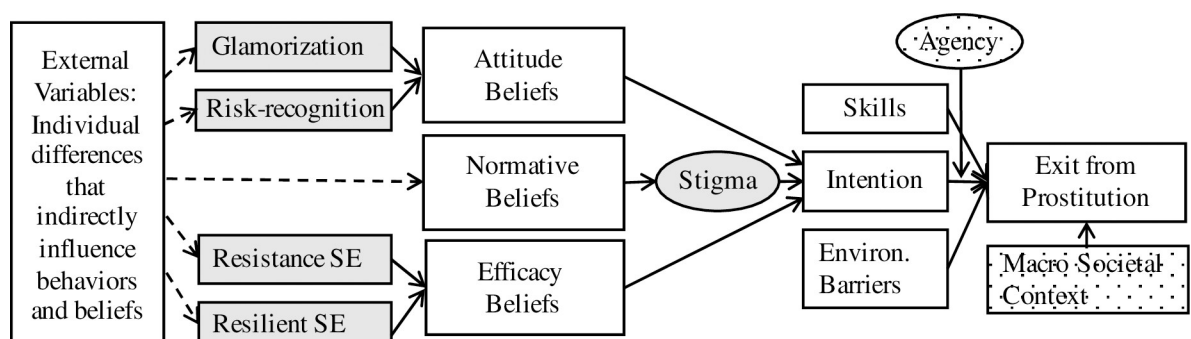 External
Variables:
Individual
differences
that
indirectly
influence
behaviors
and beliefs
Glamorization
Risk-recognition
Resistance SE
Resilient SE
Attitude
Beliefs
Normative
Beliefs
Efficacy
Beliefs
Stigma
Agency
Skills
Intention
Environ.
Barriers
Exit from
Prostitution
Macro Societal
Context